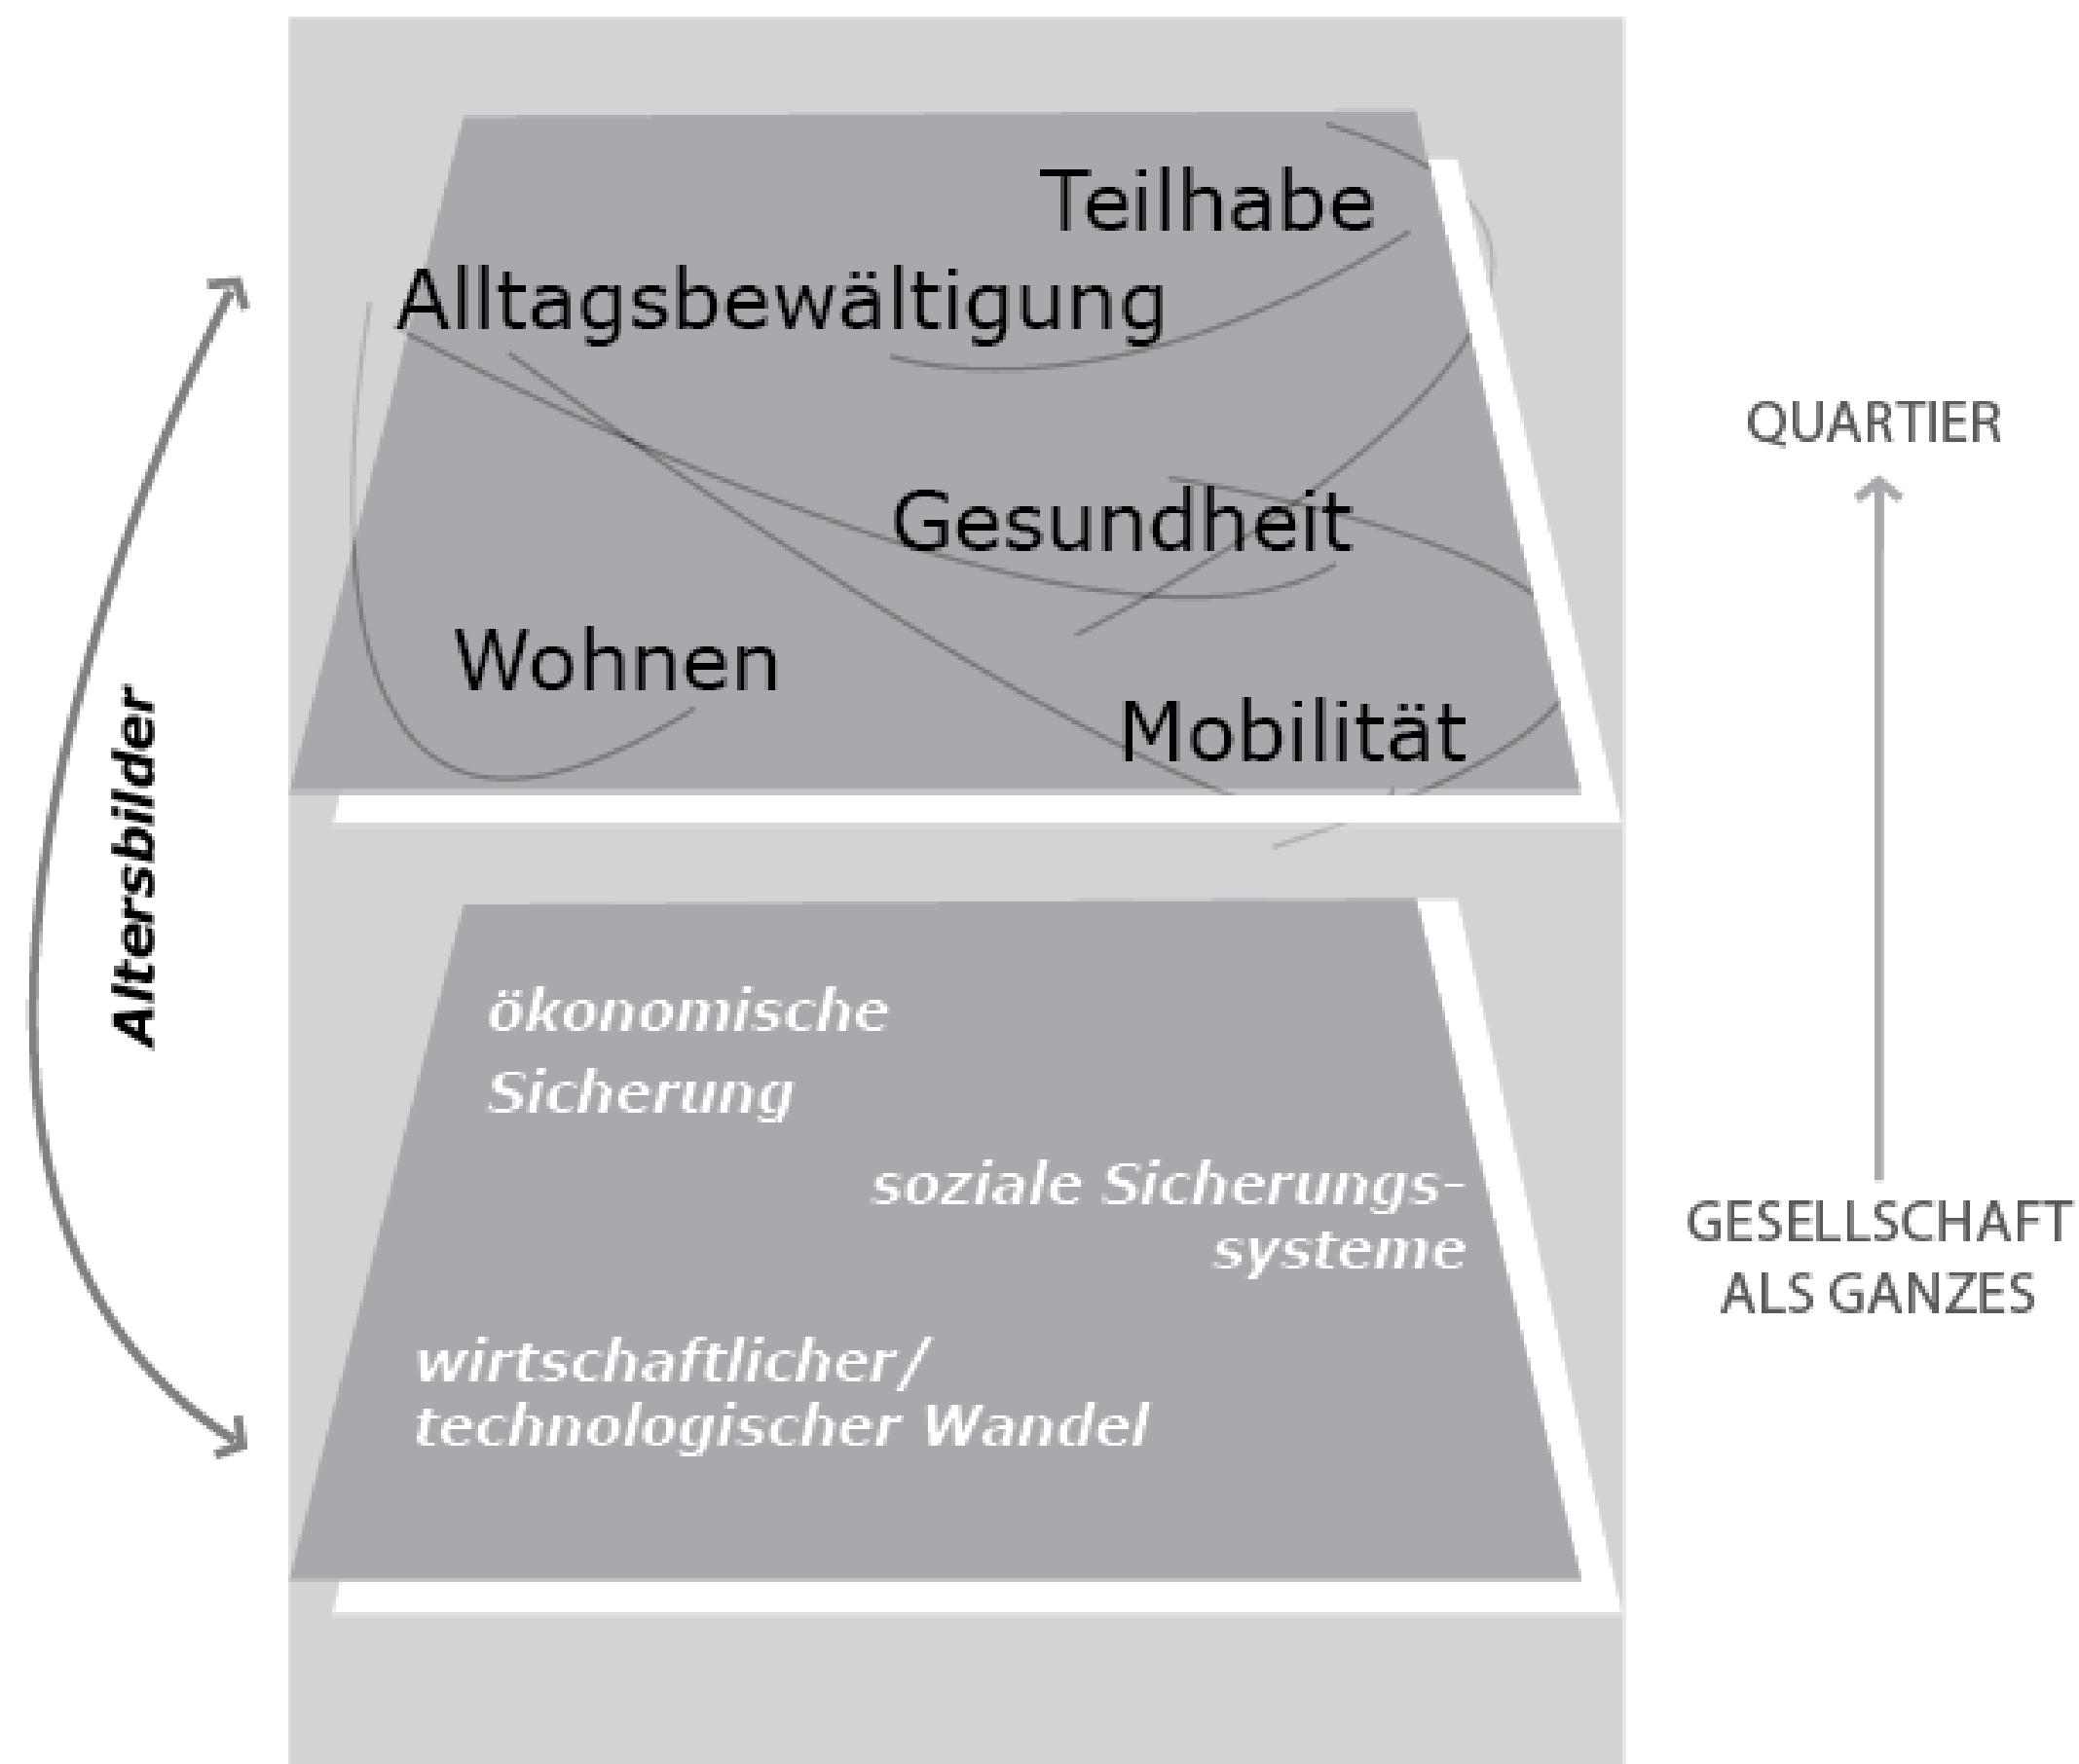 Teilhabe
Alltagsbewältigung
Gesundheit
Wohnen
Mobilität
Altersbilder
QUARTIER
ökonomische
Sicherung
soziale Sicherungs-
systeme
wirtschaftlicher/
technologischer Wandel
GESELLSCHAFT
ALS GANZES